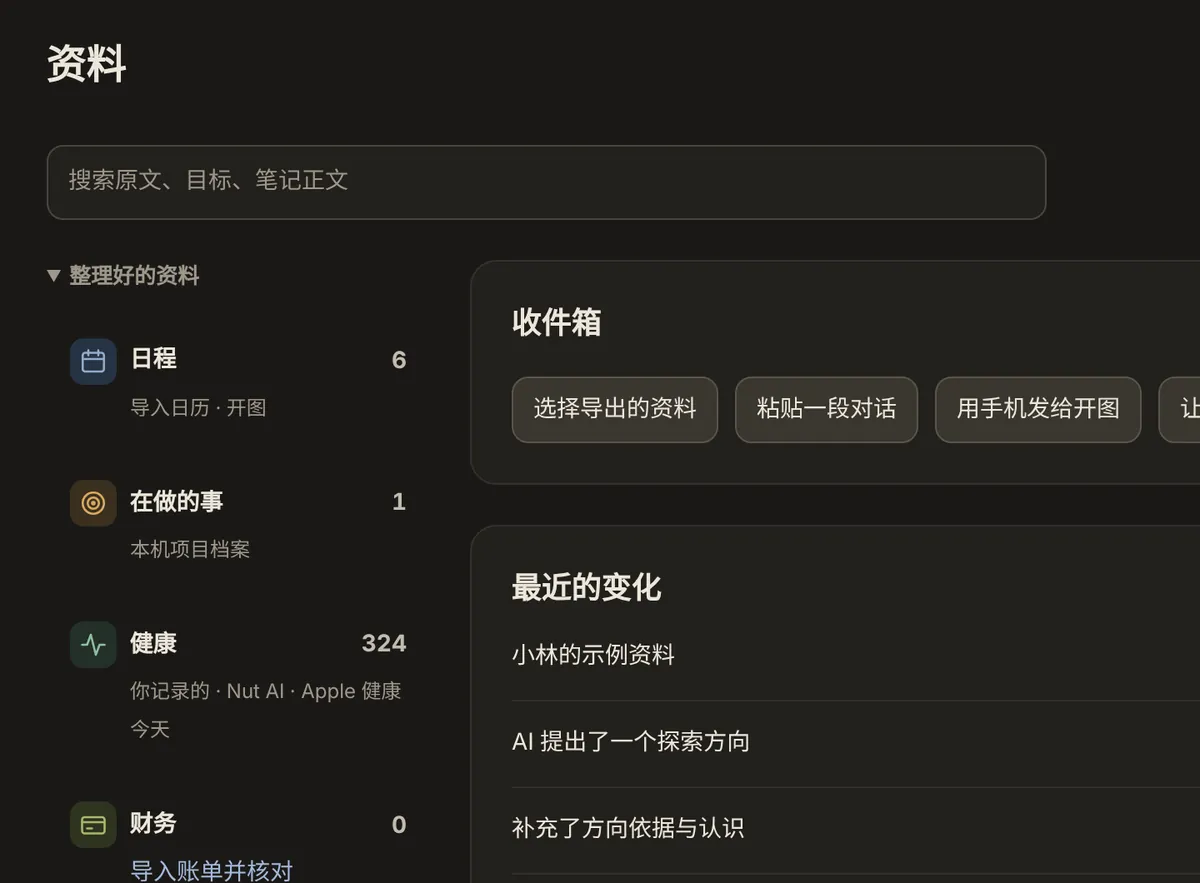 资料
搜索原文、目标、笔记正文
整理好的资料
日程 6
导入日历 · 开图
在做的事 1
本机项目档案
健康 324
你记录的 · Nut AI · Apple 健康
今天
财务 0
导入账单并核对
收件箱
选择导出的资料 粘贴一段对话 用手机发给开图 让
最近的变化
小林的示例资料
AI 提出了一个探索方向
补充了方向依据与认识